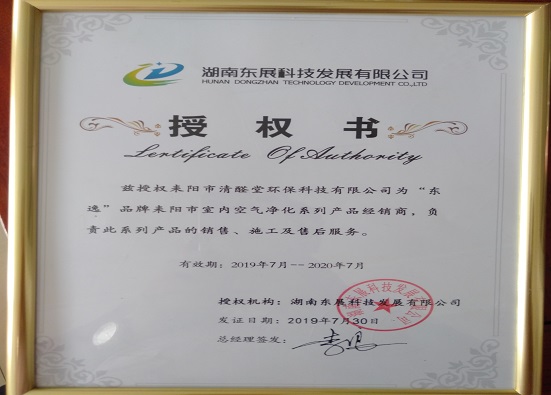 湖南东展科技发展有限公司
HUNAN DONGZHAN TECHNOLOGY DEVELOPMENT CO.,LTD
授 权 书
Certificate Of Authority
兹授权耒阳市清醛堂环保科技有限公司为“东
逸”品牌耒阳市室内空气净化系列产品经销商，负
责此系列产品的销售、施工及售后服务。
有效期：2019年7月--2020年7月
授权机构：湖南东展科技发展有限公司
发证日期：2019年7月30日
总经理签发：